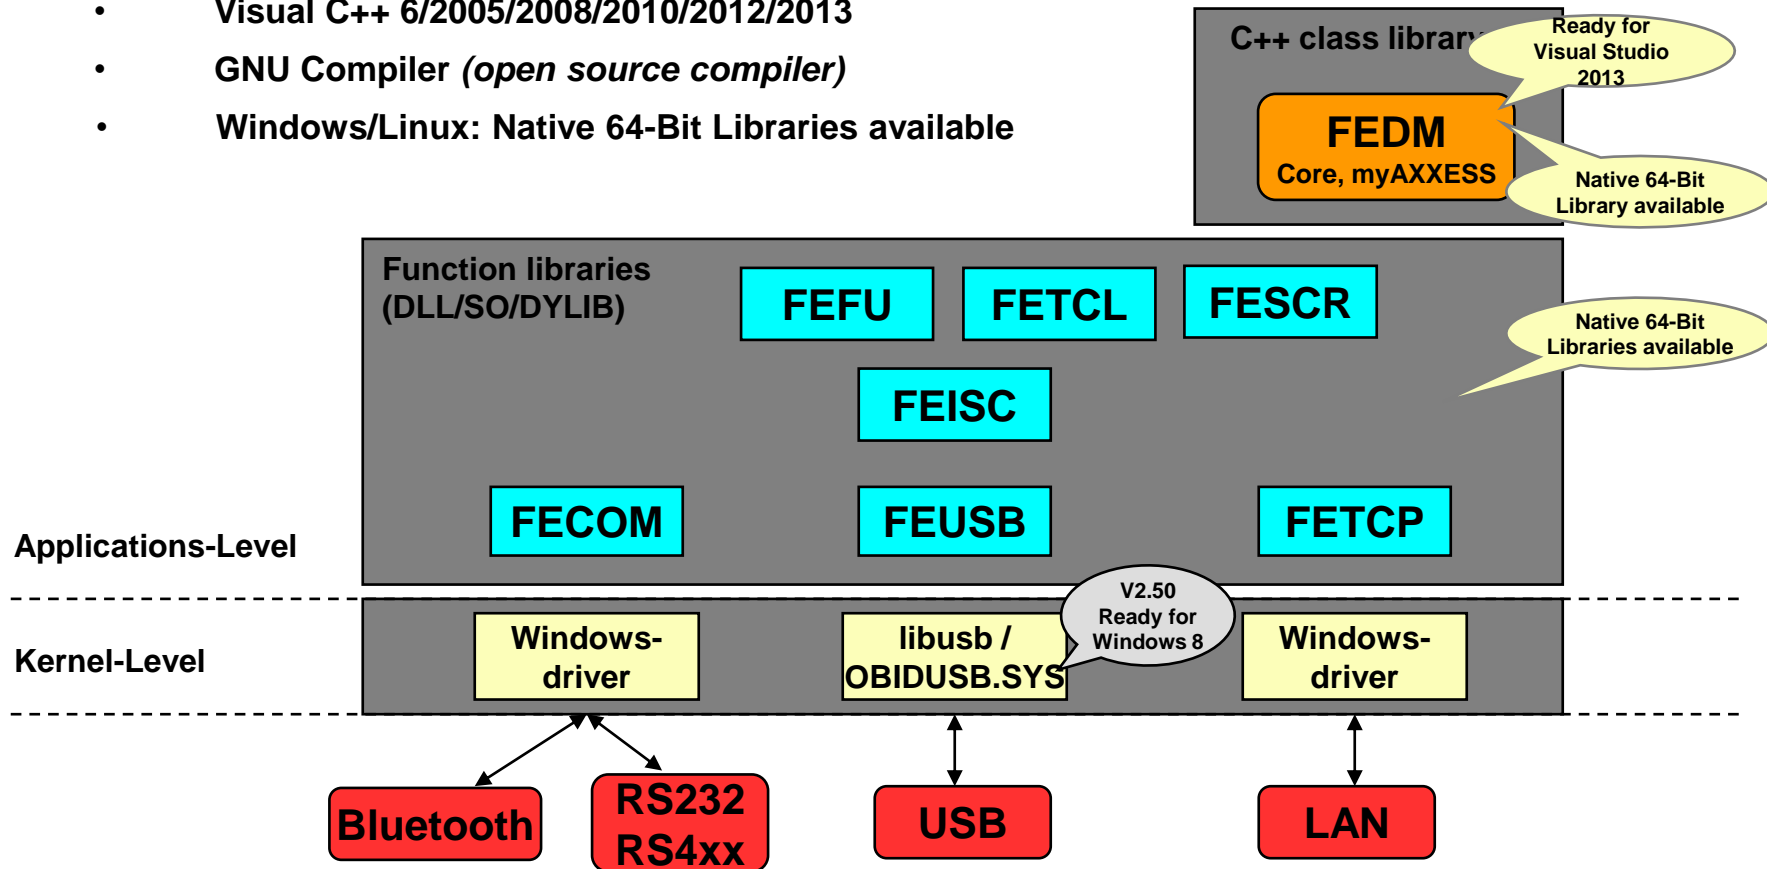 • Visual C++ 6/2005/2008/2010/2012/2013
• GNU Compiler (open source compiler)
• Windows/Linux: Native 64-Bit Libraries available
C++ class library
Ready for
Visual Studio
2013
FEDM
Core, myAXXESS
Native 64-Bit
Library available
Function libraries
(DLL/SO/DYLIB)
FEFU
FETCL
FESCR
Native 64-Bit
Libraries available
FEISC
FECOM
FEUSB
FETCP
Applications-Level
V2.50
Ready for
Windows 8
Kernel-Level
Windows-
driver
libusb /
OBIDUSB.SYS
Windows-
driver
Bluetooth
RS232
RS4xx
USB
LAN